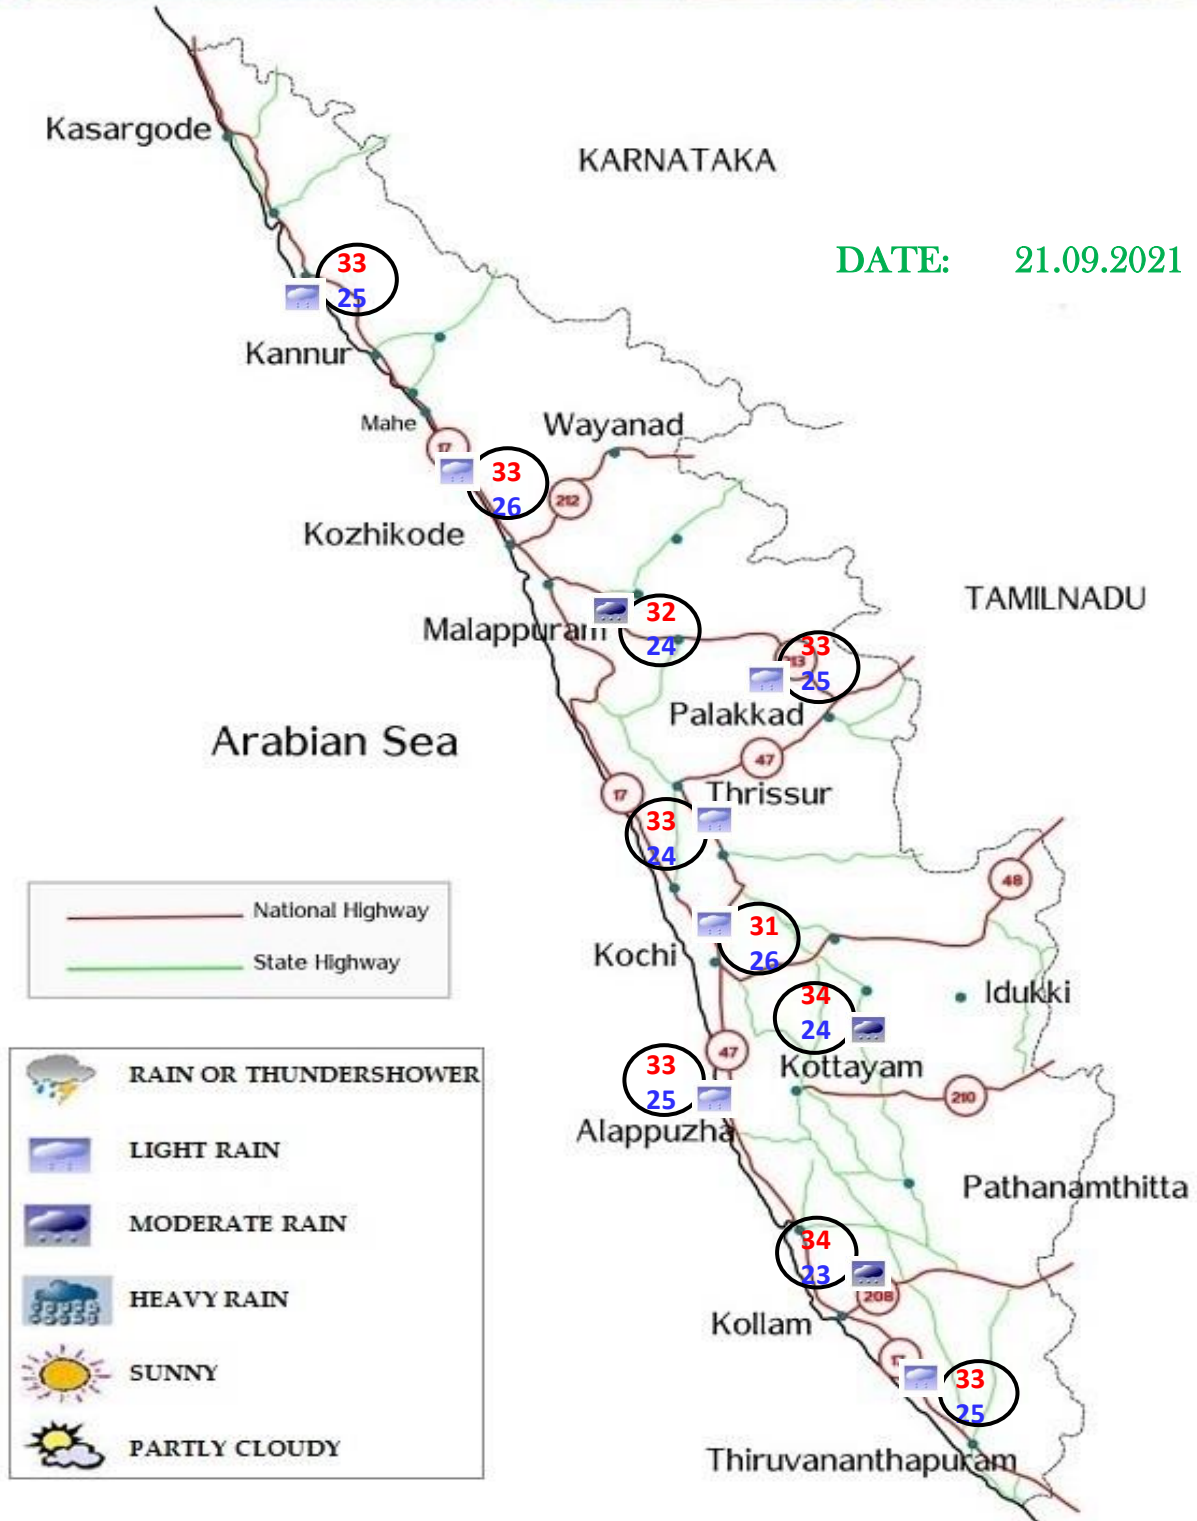 Kasargode
KARNATAKA
DATE: 21.09.2021
33
25
Kannur
Mahe
Wayanad
17
33
26
212
Kozhikode
TAMILNADU
32
24
Malappuram
33
213
25
Palakkad
Arabian Sea
47
17
Thrissur
33
24
48
National Highway
State Highway
31
26
Kochi
34
24
Idukki
47
33
25
Kottayam
210
Alappuzha
Pathanamthitta
RAIN OR THUNDERSHOWER
LIGHT RAIN
MODERATE RAIN
HEAVY RAIN
SUNNY
PARTLY CLOUDY
34
23
208
Kollam
33
25
Thiruvananthapuram